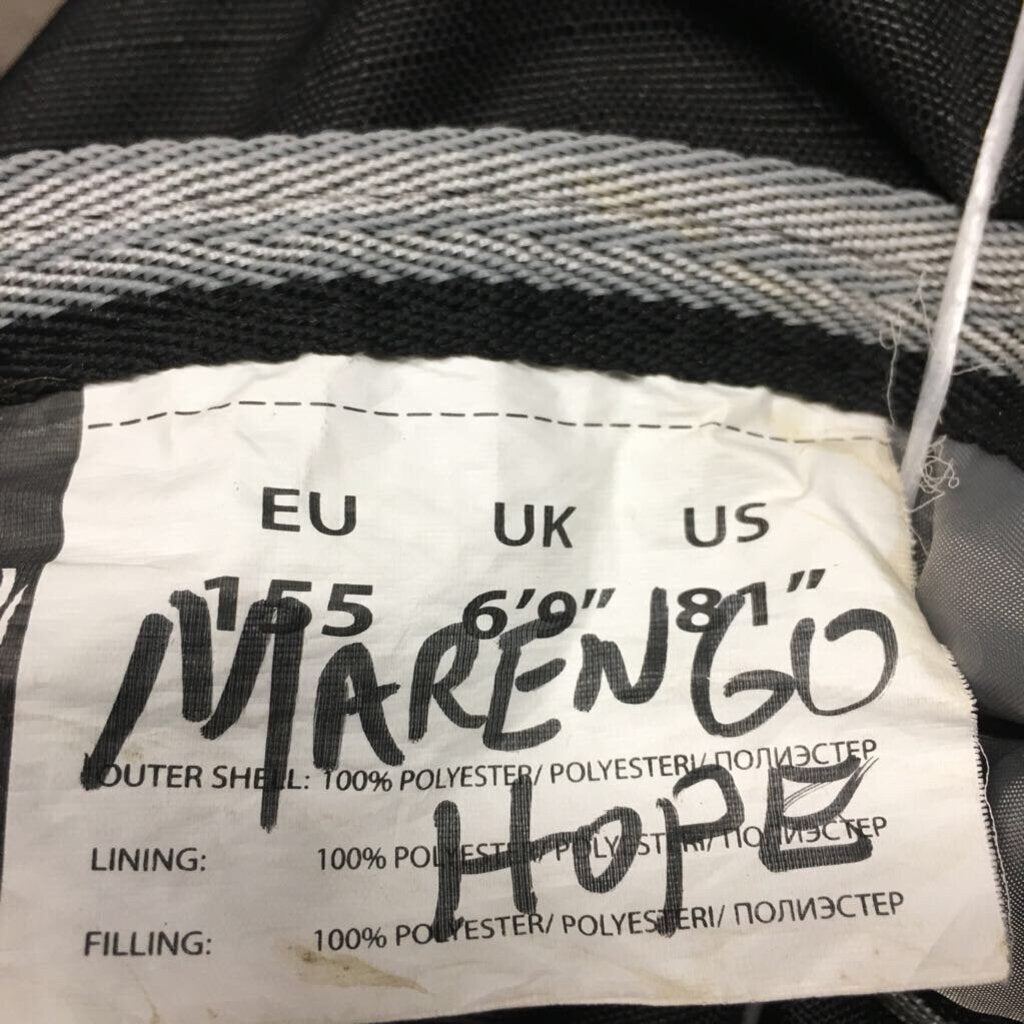 EU UK US
155 6'9" 81"
MARENGO
OUTER SHELL: 100% POLYESTER/ POLYESTERI/ ПОЛИЭСТЕР
HOPE
LINING: 100% POLYESTER/ POLYESTERI/ ПОЛИЭСТЕР
FILLING: 100% POLYESTER/ POLYESTERI/ ПОЛИЭСТЕР